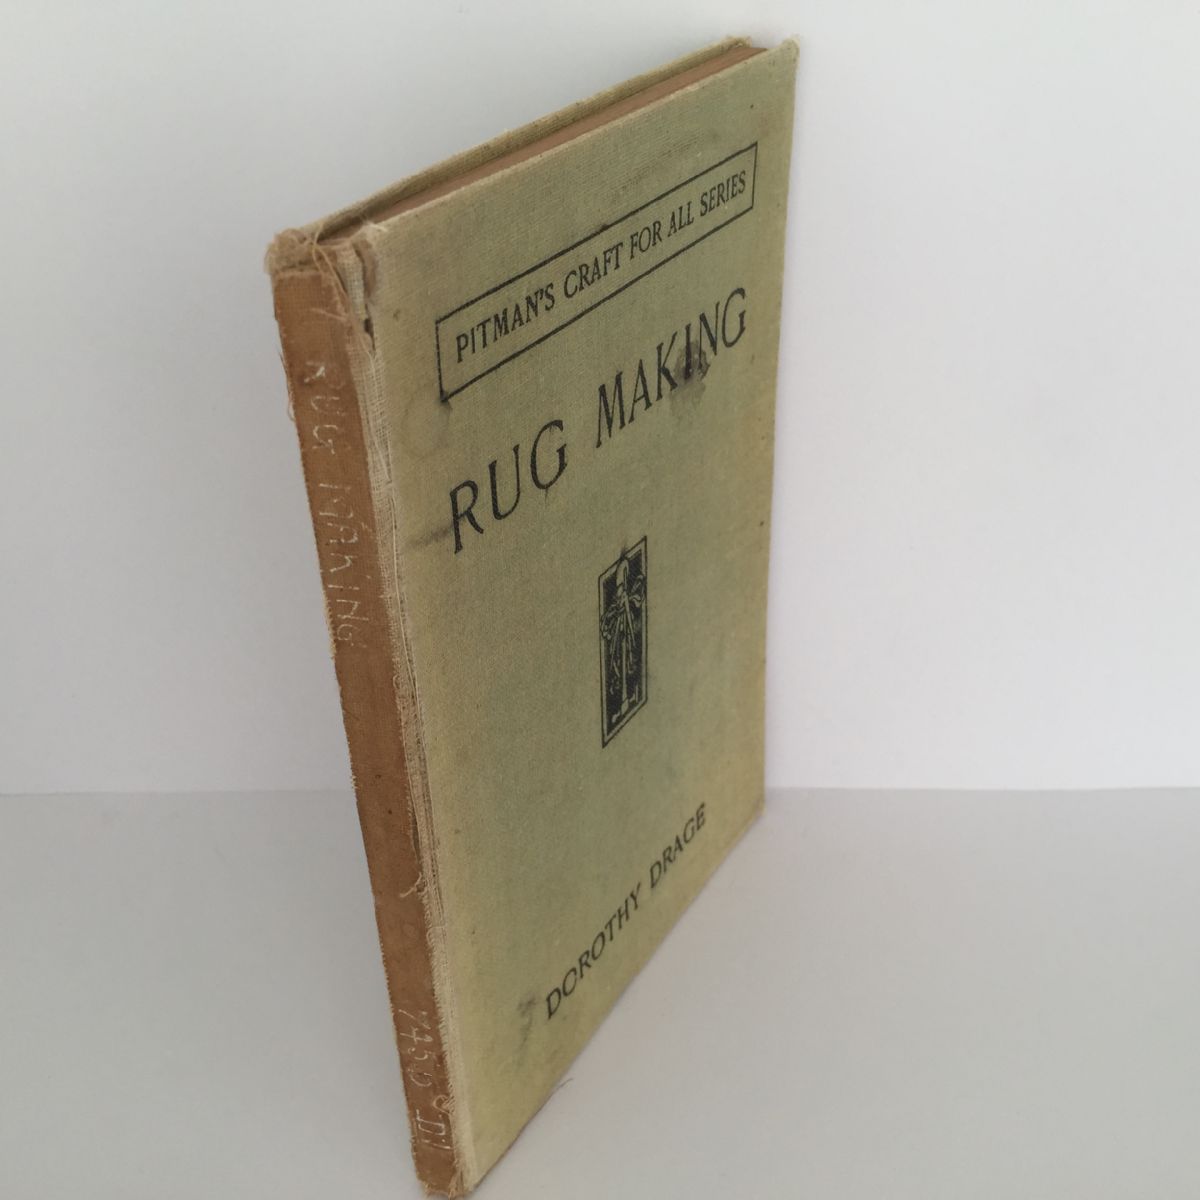 PITMAN'S CRAFT FOR ALL SERIES
RUG MAKING
DOROTHY DRAGE
RUG MAKING